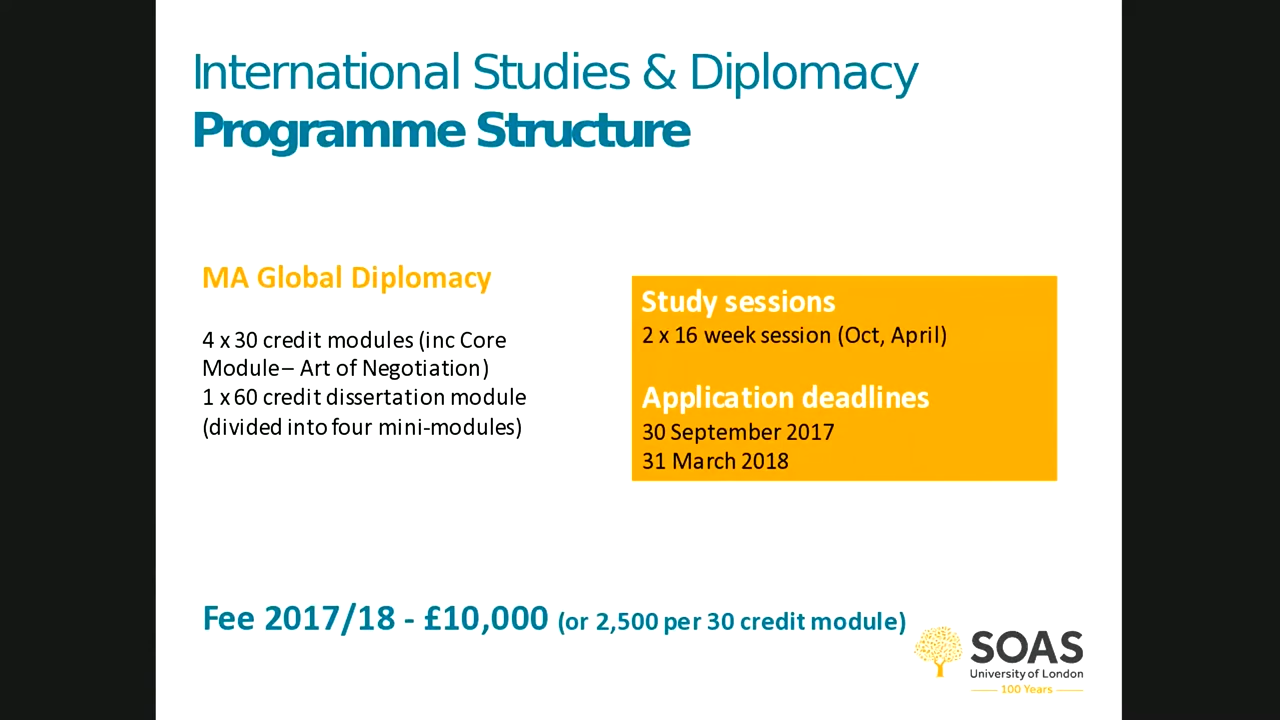 International Studies & Diplomacy
Programme Structure
MA Global Diplomacy
4 x 30 credit modules (inc Core
Module – Art of Negotiation)
1 x 60 credit dissertation module
(divided into four mini-modules)
Study sessions
2 x 16 week session (Oct, April)
Application deadlines
30 September 2017
31 March 2018
Fee 2017/18 - £10,000 (or 2,500 per 30 credit module)
SOAS
University of London
100 Years